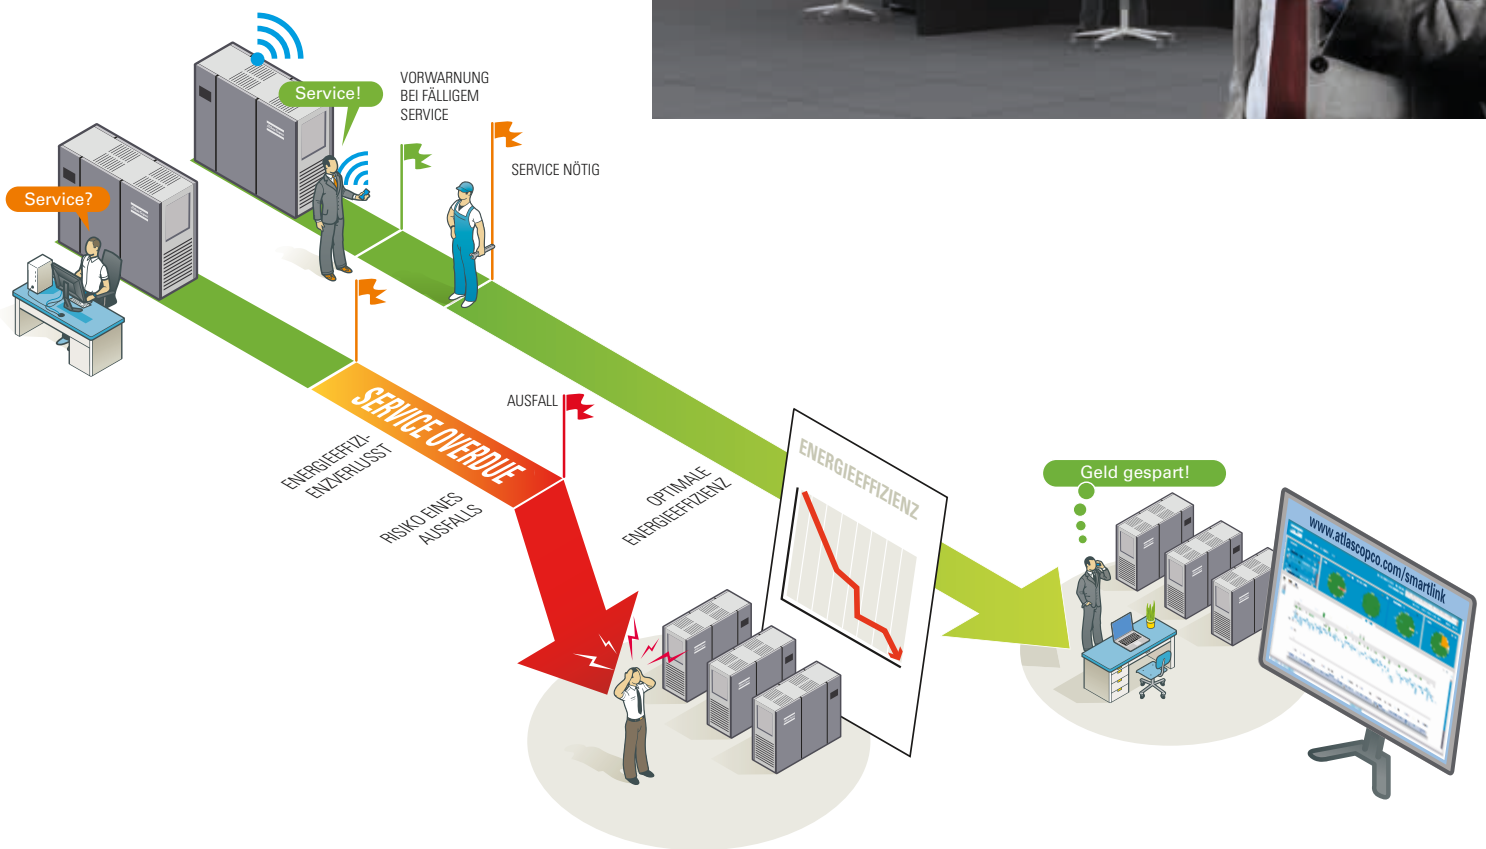 VORWARNUNG
BEI FÄLLIGEM
SERVICE
Service!
SERVICE NÖTIG
Service?
SERVICE OVERDUE
AUSFALL
ENERGIEEFFIZI-
ENZVERLUSST
RISIKO EINES
AUSFALLS
OPTIMALE
ENERGIEEFFIZIENZ
ENERGIEEFFIZIENZ
Geld gespart!
www.atlascopco.com/smartlink